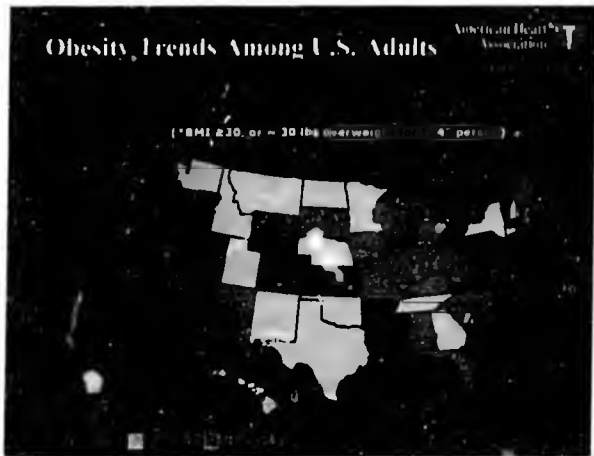 American Heart
Association
Obesity Trends Among U.S. Adults
(*BMI ≥30, or ~ 30 lbs overweight for 5' 4" person)